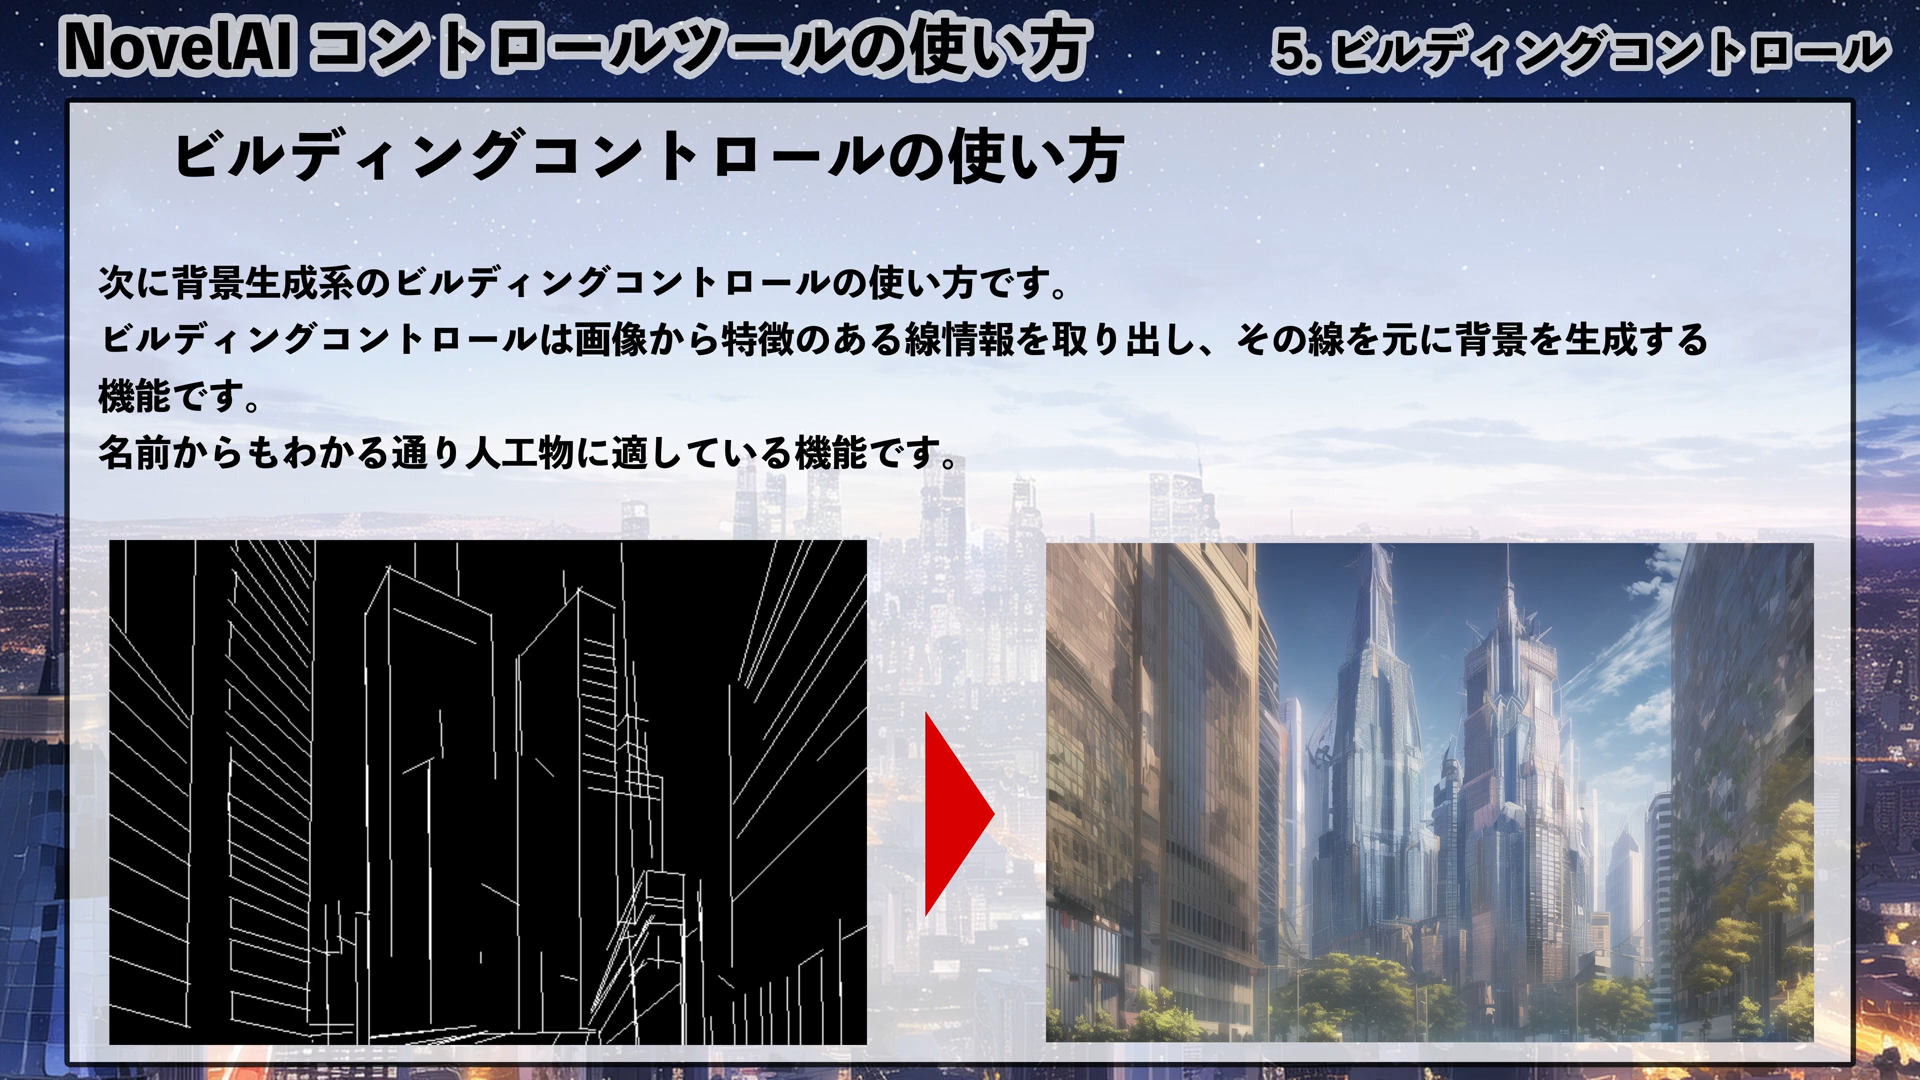 NovelAI コントロールツールの使い方
5. ビルディングコントロール
ビルディングコントロールの使い方
次に背景生成系のビルディングコントロールの使い方です。
ビルディングコントロールは画像から特徴のある線情報を取り出し、その線を元に背景を生成する
機能です。
名前からもわかる通り人工物に適している機能です。